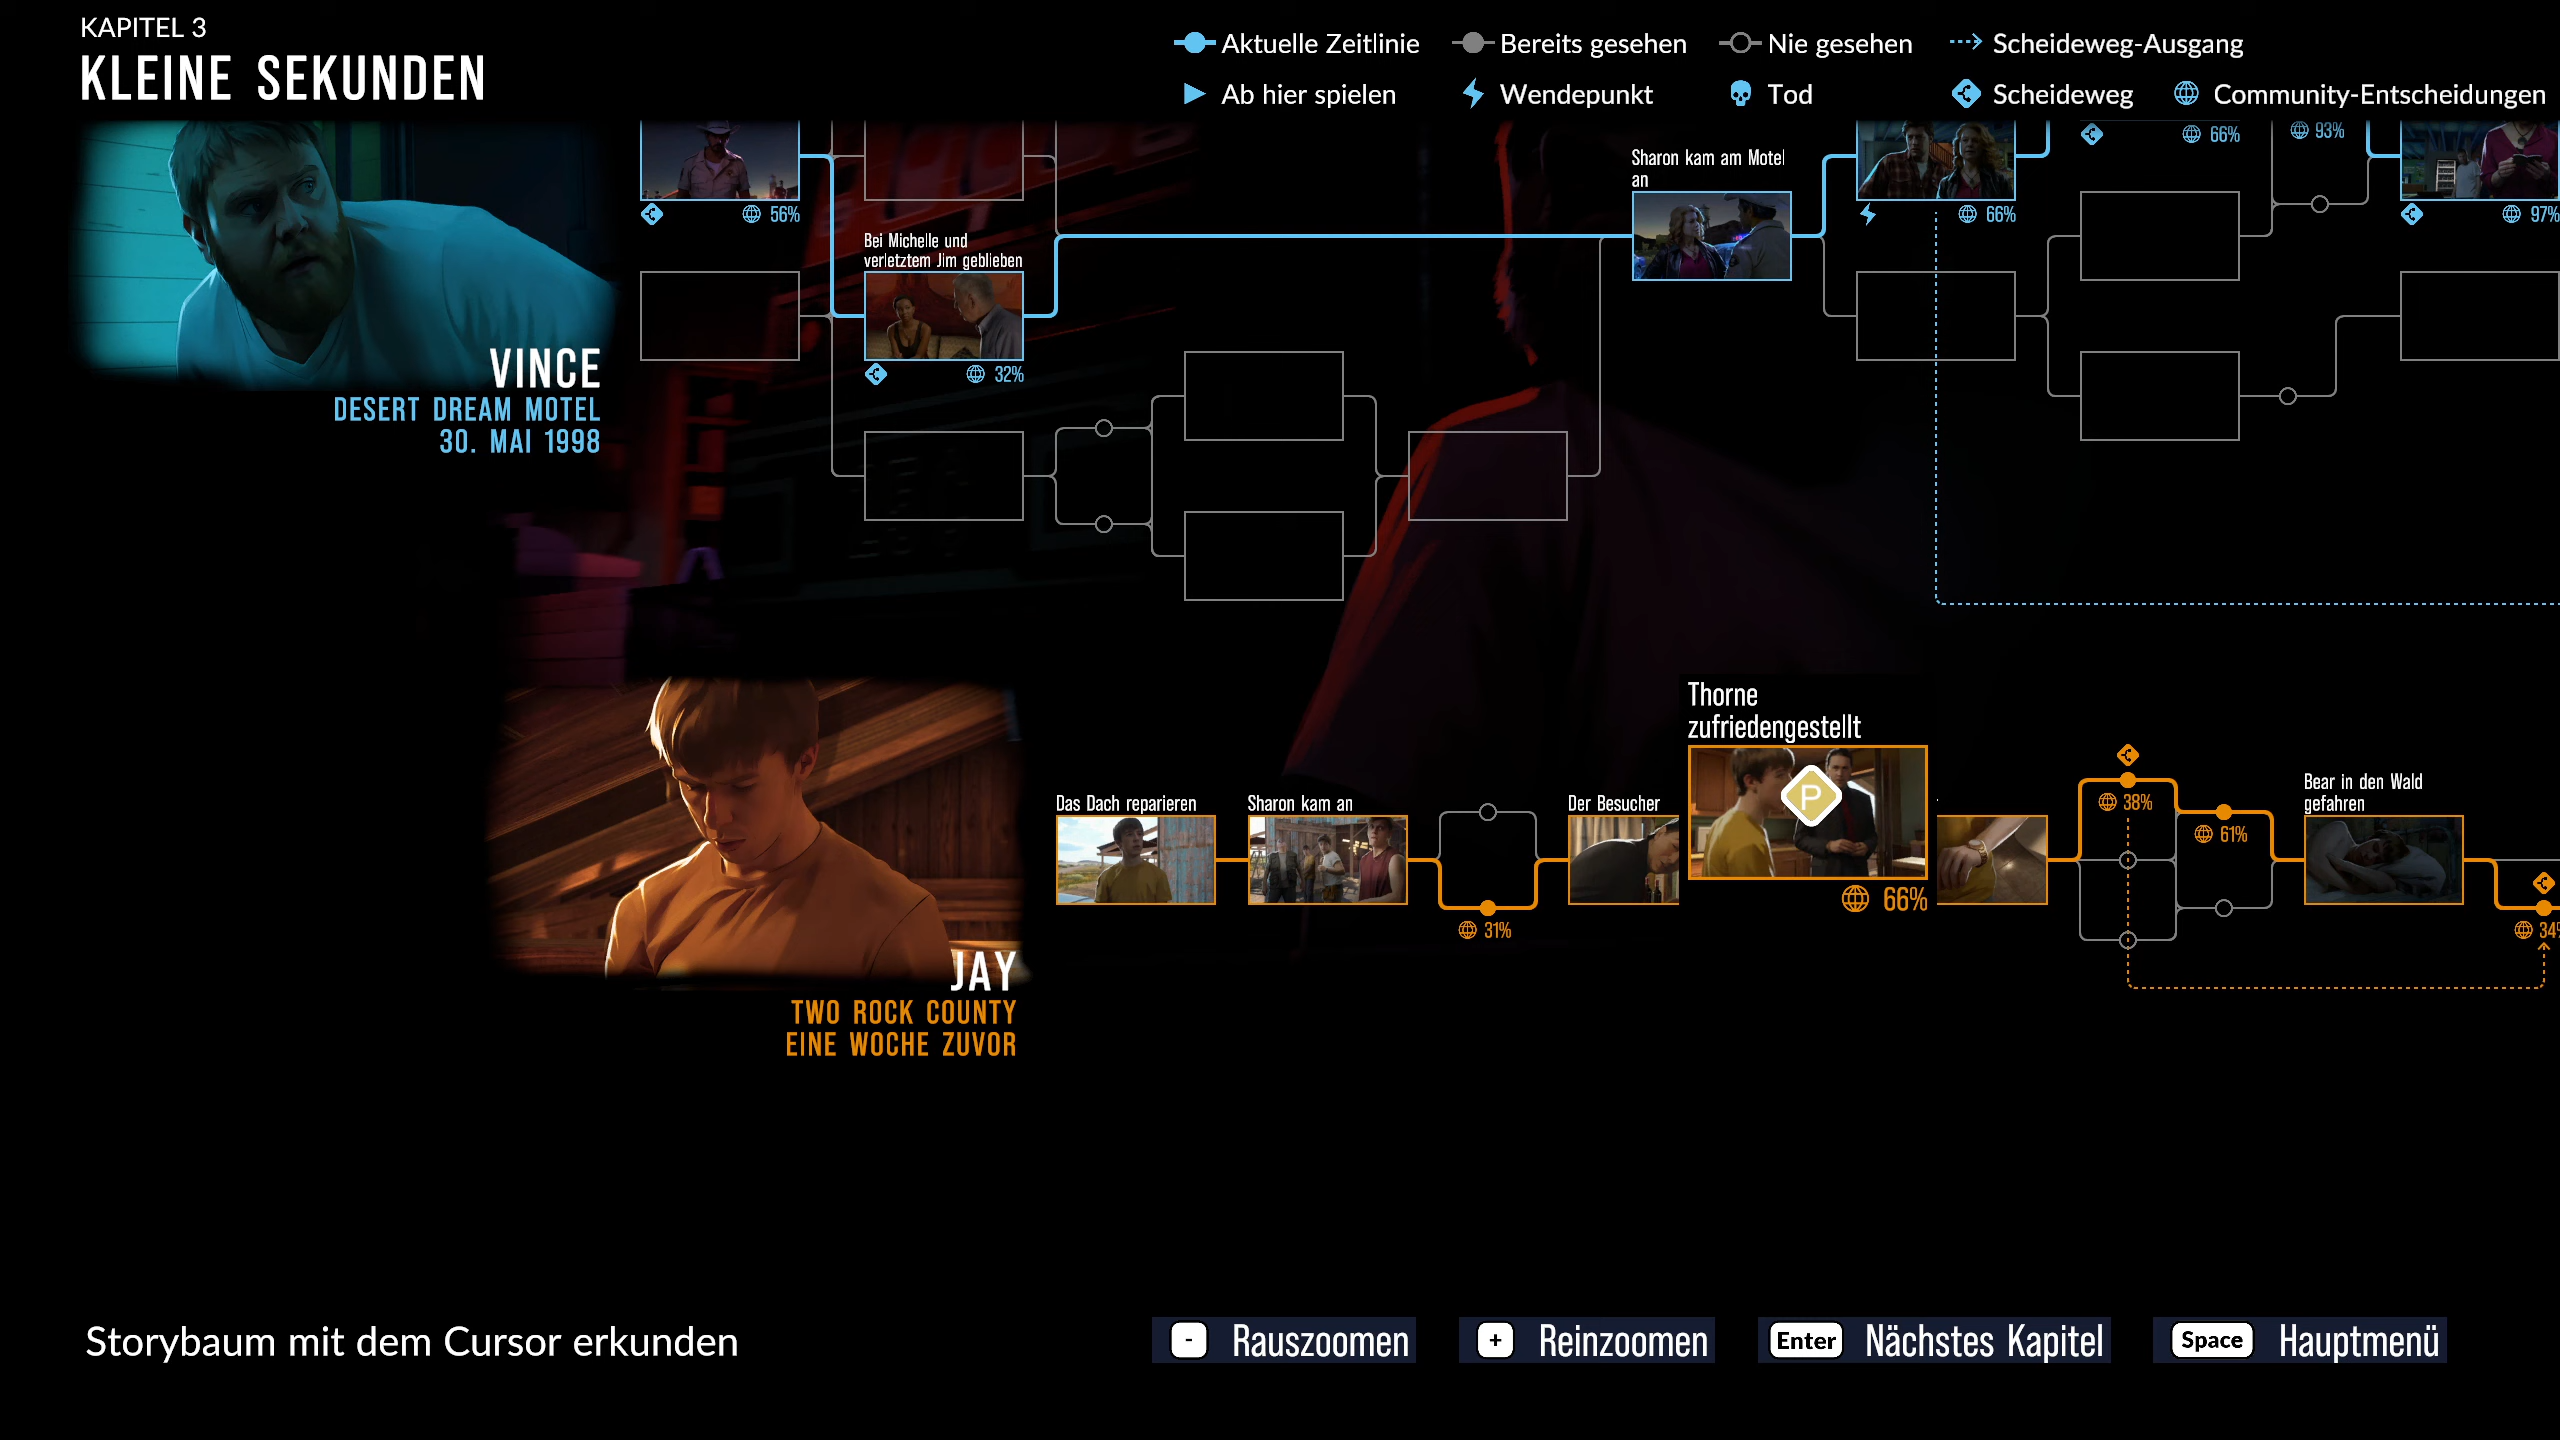 KAPITEL 3
KLEINE SEKUNDEN
Aktuelle Zeitlinie
Bereits gesehen
Nie gesehen
Scheideweg-Ausgang
Ab hier spielen
Wendepunkt
Tod
Scheideweg
Community-Entscheidungen
56%
Sharon kam am Motel
an
66%
66%
93%
97%
Bei Michelle und
verletztem Jim geblieben
32%
VINCE
DESERT DREAM MOTEL
30. MAI 1998
Thorne
zufriedengestellt
P
66%
Das Dach reparieren
Sharon kam an
31%
Der Besucher
38%
61%
Bear in den Wald
gefahren
34%
JAY
TWO ROCK COUNTY
EINE WOCHE ZUVOR
Storybaum mit dem Cursor erkunden
- Rauszoomen
+ Reinzoomen
Enter Nächstes Kapitel
Space Hauptmenü